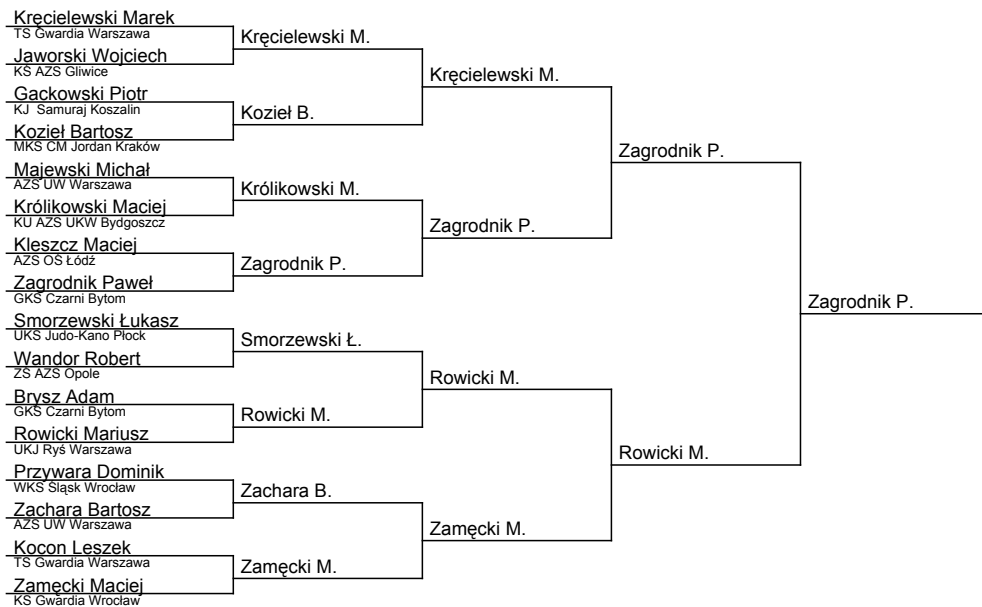 Kręcielewski Marek
TS Gwardia Warszawa
Jaworski Wojciech
KŚ AZS Gliwice
Gackowski Piotr
KJ Samuraj Koszalin
Kozieł Bartosz
MKS CM Jordan Kraków
Majewski Michał
AZS UW Warszawa
Królikowski Maciej
KU AZS UKW Bydgoszcz
Kleszcz Maciej
AZS OŚ Łódź
Zagrodnik Paweł
GKS Czarni Bytom
Smorzewski Łukasz
UKS Judo-Kano Płock
Wandor Robert
ZŚ AZS Opole
Brysz Adam
GKS Czarni Bytom
Rowicki Mariusz
UKJ Ryś Warszawa
Przywara Dominik
WKS Śląsk Wrocław
Zachara Bartosz
AZS UW Warszawa
Kocon Leszek
TS Gwardia Warszawa
Zamęcki Maciej
KS Gwardia Wrocław
Kręcielewski M.
Kozieł B.
Królikowski M.
Zagrodnik P.
Smorzewski Ł.
Rowicki M.
Zachara B.
Zamęcki M.
Kręcielewski M.
Zagrodnik P.
Rowicki M.
Zamęcki M.
Zagrodnik P.
Rowicki M.
Zagrodnik P.